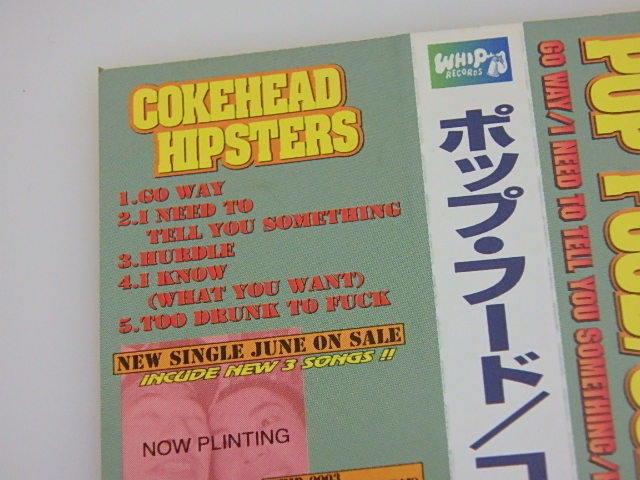 COKEHEAD
HIPSTERS
1.GO WAY
2.I NEED TO
TELL YOU SOMETHING
3.HURDLE
4.I KNOW
(WHAT YOU WANT)
5.TOO DRUNK TO FUCK
NEW SINGLE JUNE ON SALE
INCUDE NEW 3 SONGS !!
NOW PLINTING
WHIP
RECORDS
ポップ・フード/
POP FOOD/
GO WAY/I NEED TO TELL YOU SOMETHING/